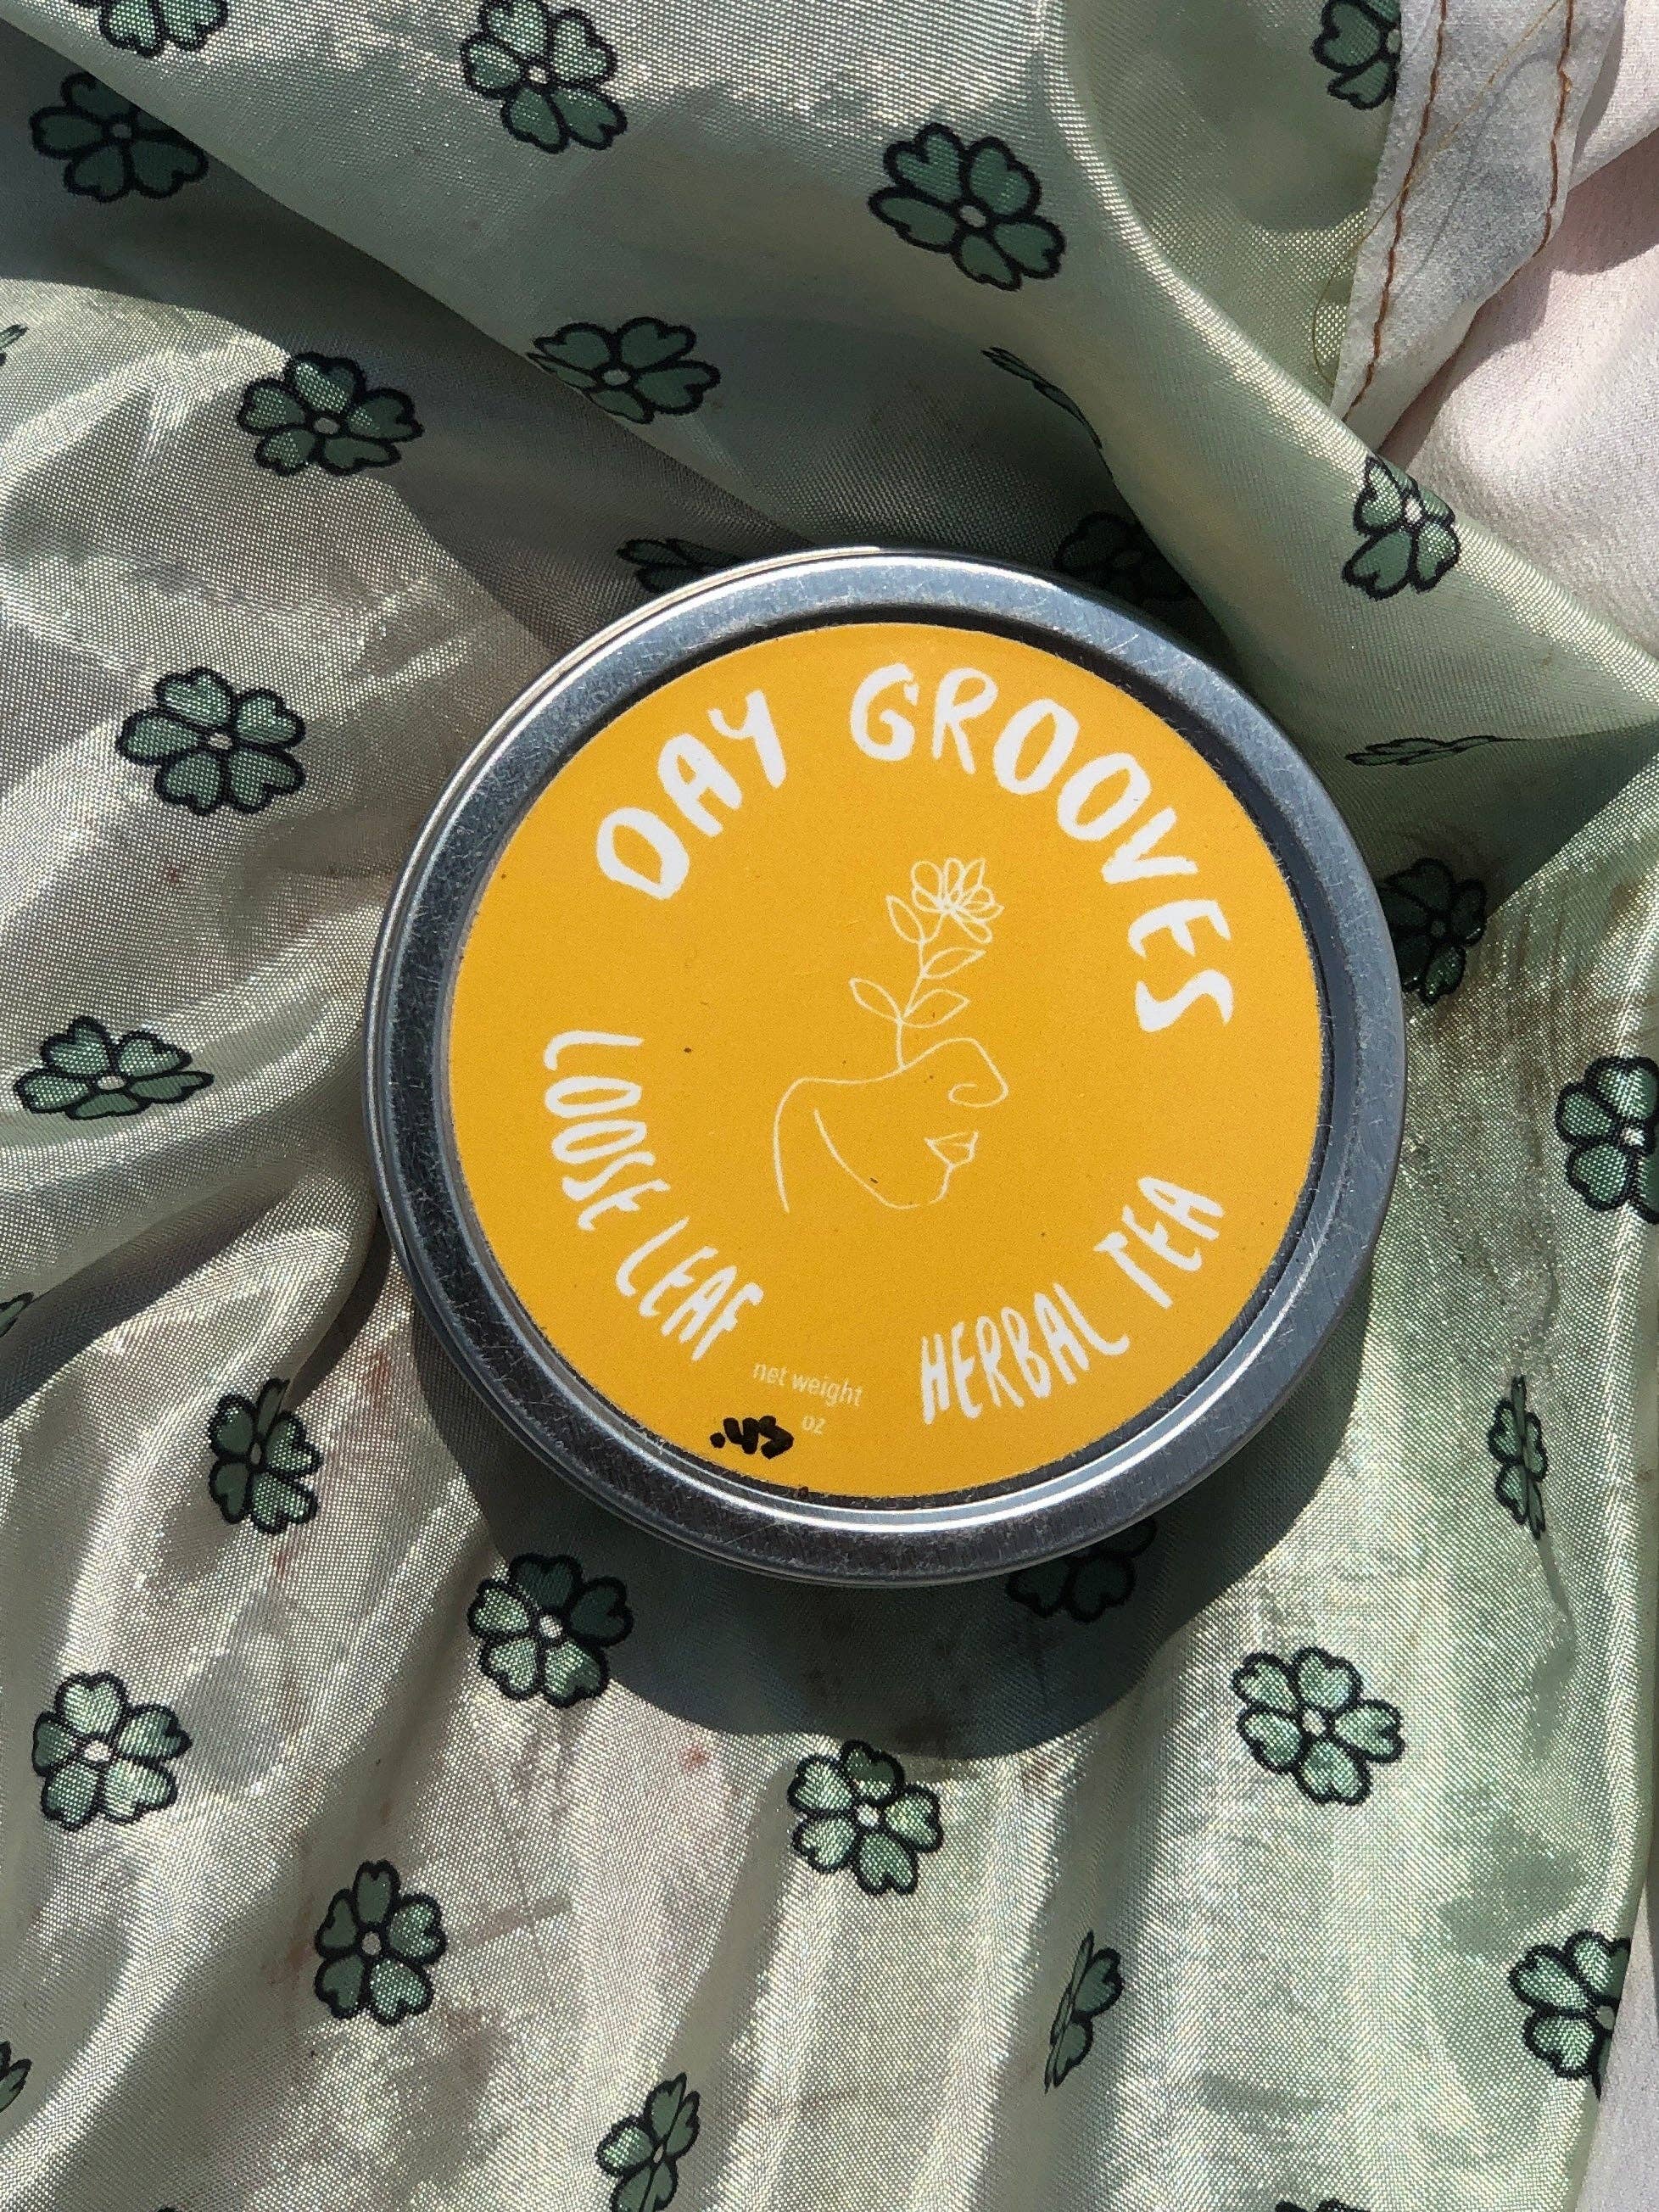 DAY GROOVES
LOOSE LEAF
HERBAL TEA
net weight
.45 oz